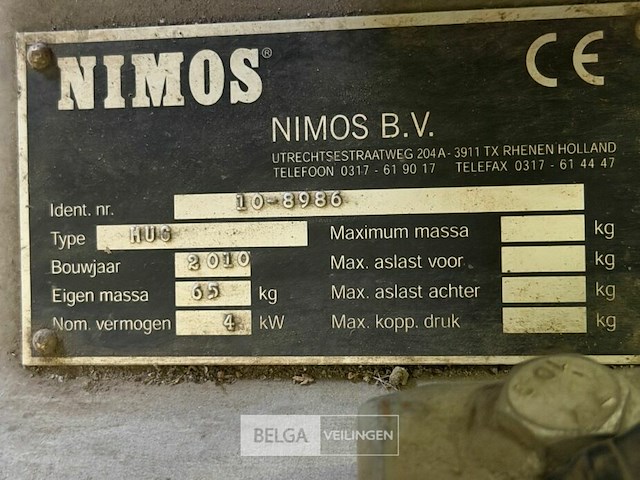 NIMOS®
CE
NIMOS B.V.
UTRECHTSESTRAATWEG 204A - 3911 TX RHENEN HOLLAND
TELEFOON 0317 - 61 90 17 TELEFAX 0317 - 61 44 47
Ident. nr. 10-8986
Type HUG Maximum massa kg
Bouwjaar 2010 Max. aslast voor kg
Eigen massa 65 kg Max. aslast achter kg
Nom. vermogen 4 kW Max. kopp. druk kg
BELGA VEILINGEN